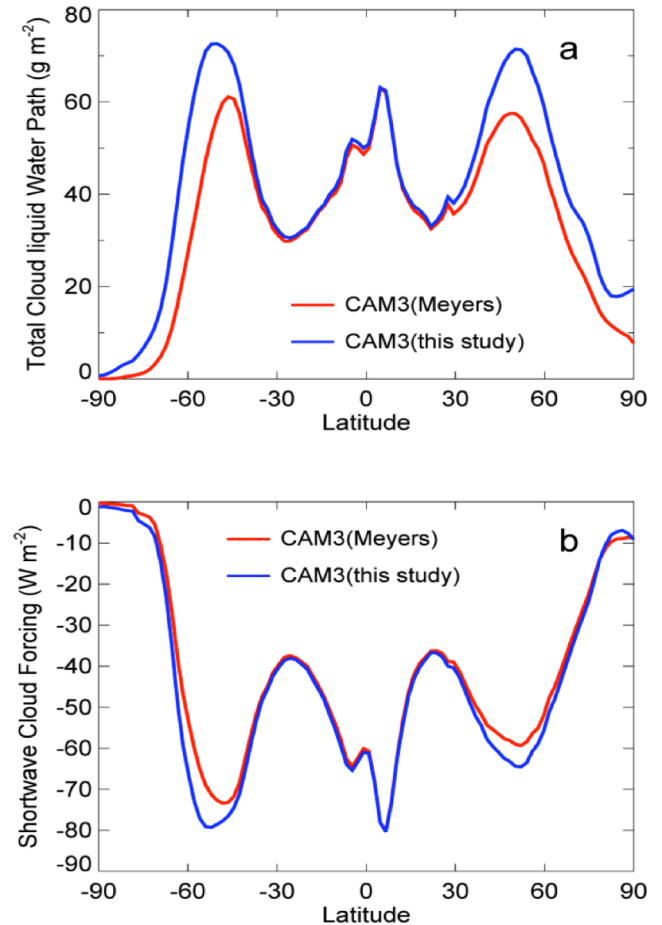 80
60
40
20
0
Total Cloud liquid Water Path (g m-2)
a
CAM3(Meyers)
CAM3(this study)
-90 -60 -30 0 30 60 90
Latitude
0
-10
-20
-30
-40
-50
-60
-70
-80
-90
Shortwave Cloud Forcing (W m-2)
CAM3(Meyers)
CAM3(this study)
b
-90 -60 -30 0 30 60 90
Latitude